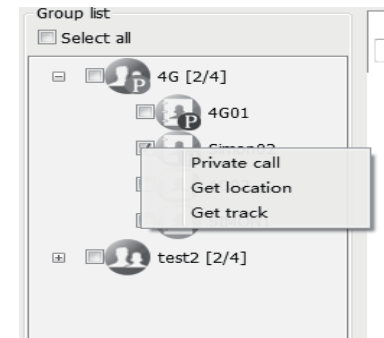 Group list
Select all
4G [2/4]
P
4G01
P
Private call
Get location
Get track
test2 [2/4]